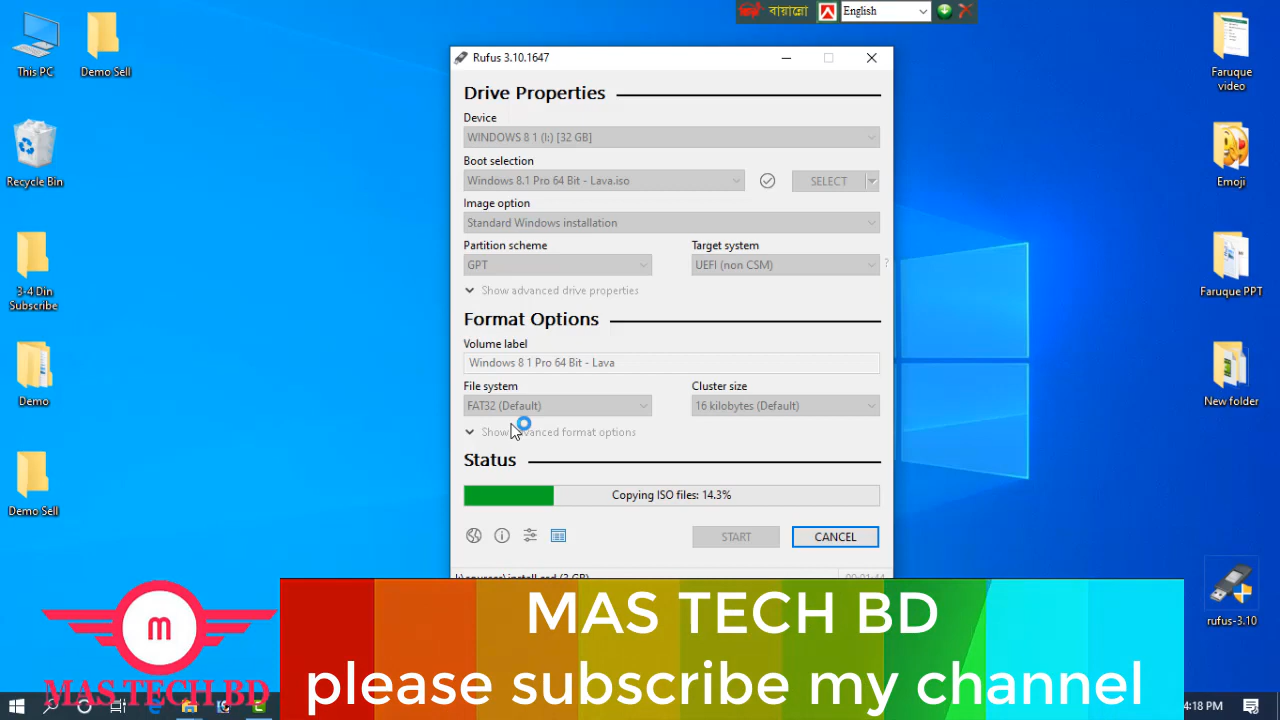 বায়ান্নো
English
This PC
Demo Sell
Recycle Bin
3-4 Din
Subscribe
Demo
Demo Sell
Rufus 3.10.1647
Drive Properties
Device
WINDOWS 8 1 (I:) [32 GB]
Boot selection
Windows 8.1 Pro 64 Bit - Lava.iso
SELECT
Image option
Standard Windows installation
Partition scheme
Target system
GPT
UEFI (non CSM)
?
Show advanced drive properties
Format Options
Volume label
Windows 8 1 Pro 64 Bit - Lava
File system
Cluster size
FAT32 (Default)
16 kilobytes (Default)
Show advanced format options
Status
Copying ISO files: 14.3%
START
CANCEL
Faruque
video
Emoji
Faruque PPT
New folder
rufus-3.10
m
MAS TECH BD
MAS TECH BD
please subscribe my channel
4:18 PM